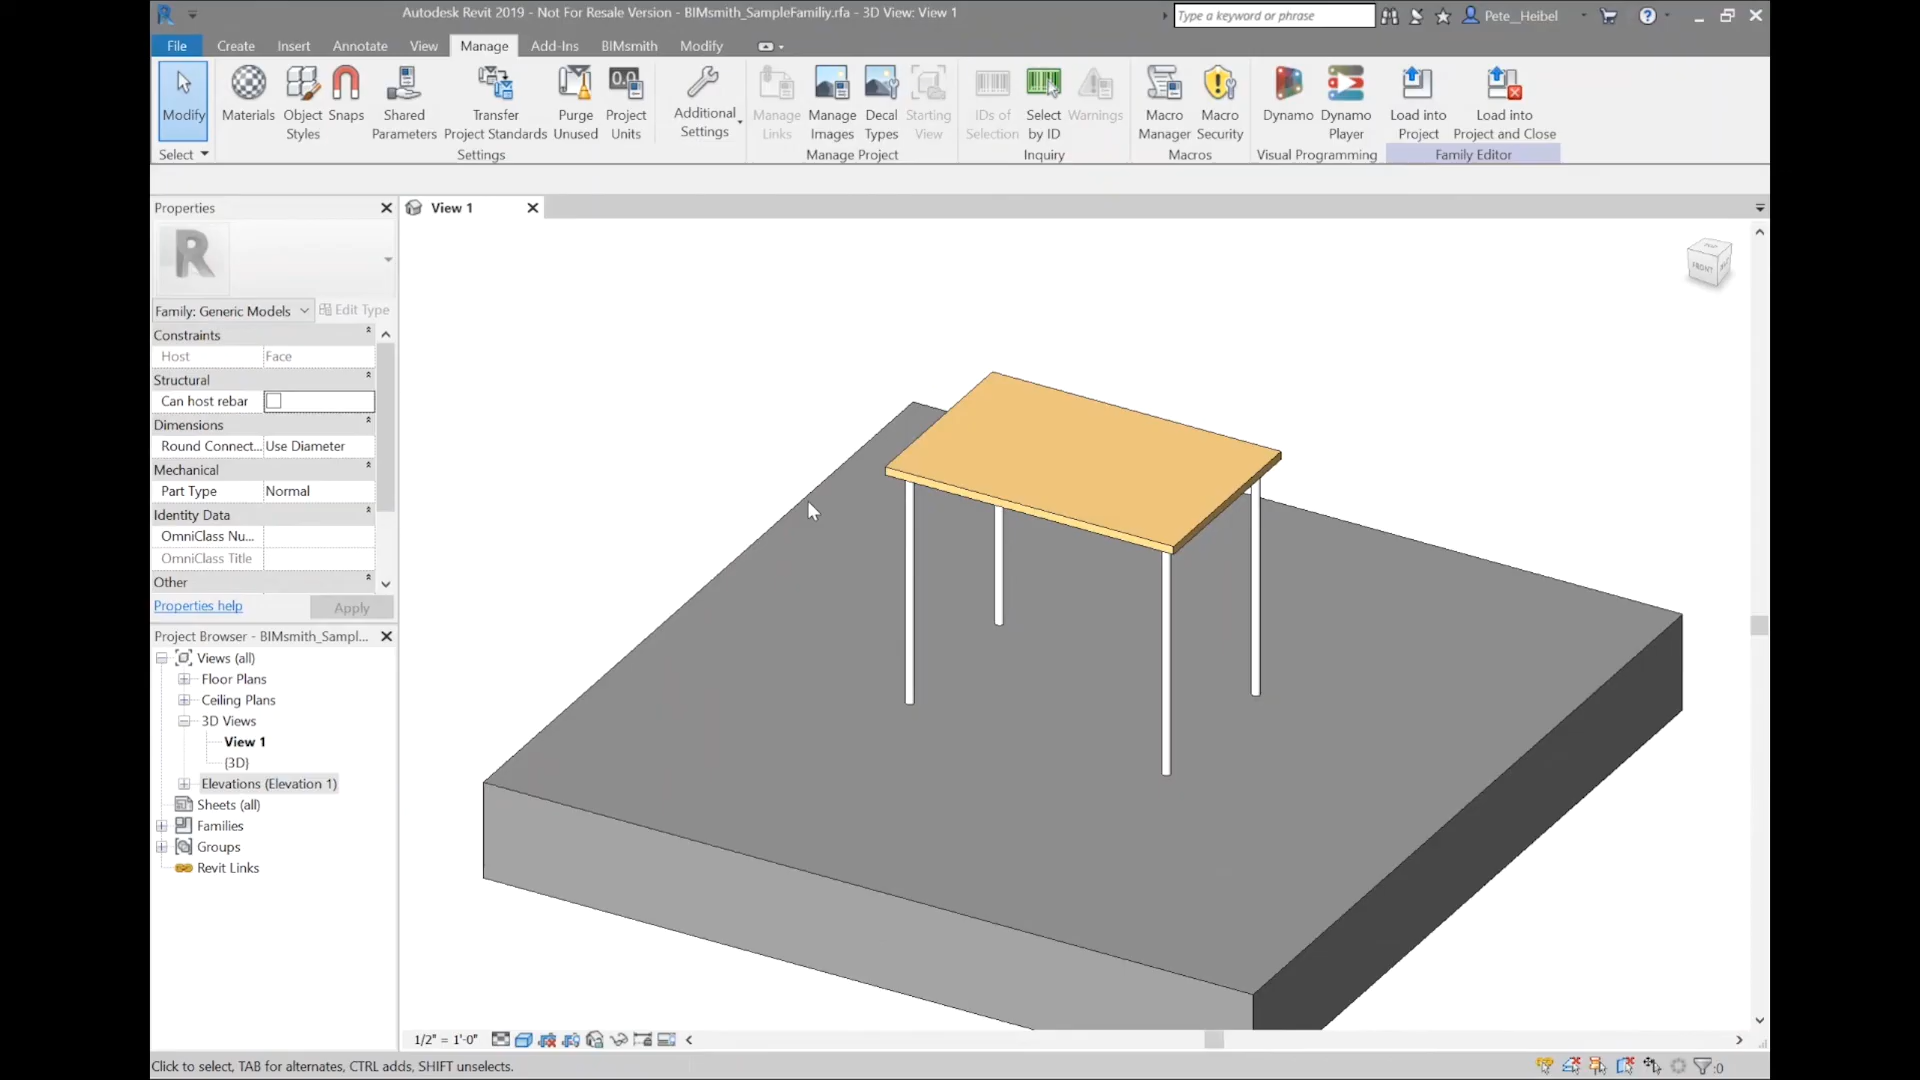 Autodesk Revit 2019 - Not For Resale Version - BIMsmith_SampleFamiliy.rfa - 3D View: View 1
Type a keyword or phrase
Pete_Heibel
File Create Insert Annotate View Manage Add-Ins BIMsmith Modify
Modify
Materials
Object Styles
Snaps
Shared Parameters
Transfer Project Standards
Purge Unused
0.0
Project Units
Additional Settings
Manage Links
Manage Images
Decal Types
Starting View
IDs of Selection
Select by ID
Warnings
Macro Manager
Macro Security
Dynamo
Dynamo Player
Load into Project
Load into Project and Close
Select
Settings
Manage Project
Inquiry
Macros
Visual Programming
Family Editor
Properties
View 1
R
Family: Generic Models
Edit Type
Constraints
Host Face
Structural
Can host rebar
Dimensions
Round Connect... Use Diameter
Mechanical
Part Type Normal
Identity Data
OmniClass Nu...
OmniClass Title
Other
Properties help
Apply
Project Browser - BIMsmith_Sampl...
Views (all)
Floor Plans
Ceiling Plans
3D Views
View 1
{3D}
Elevations (Elevation 1)
Sheets (all)
Families
Groups
Revit Links
FRONT
1/2" = 1'-0"
Click to select, TAB for alternates, CTRL adds, SHIFT unselects.
:0